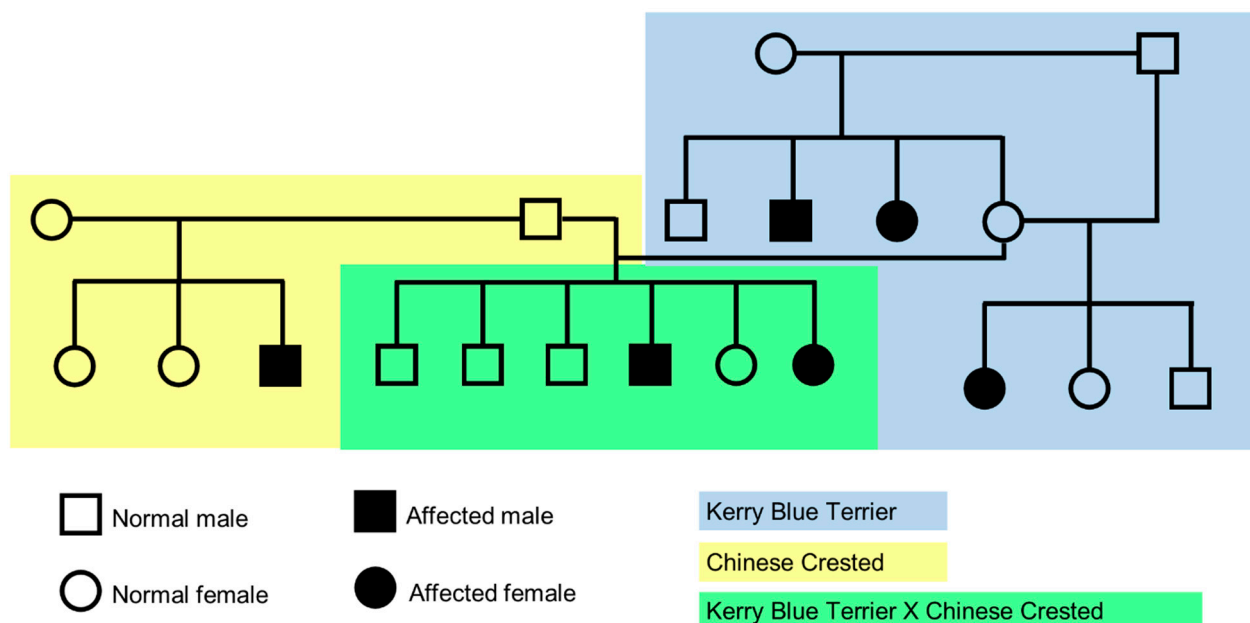 Normal male
Affected male
Kerry Blue Terrier
Chinese Crested
Normal female
Affected female
Kerry Blue Terrier X Chinese Crested